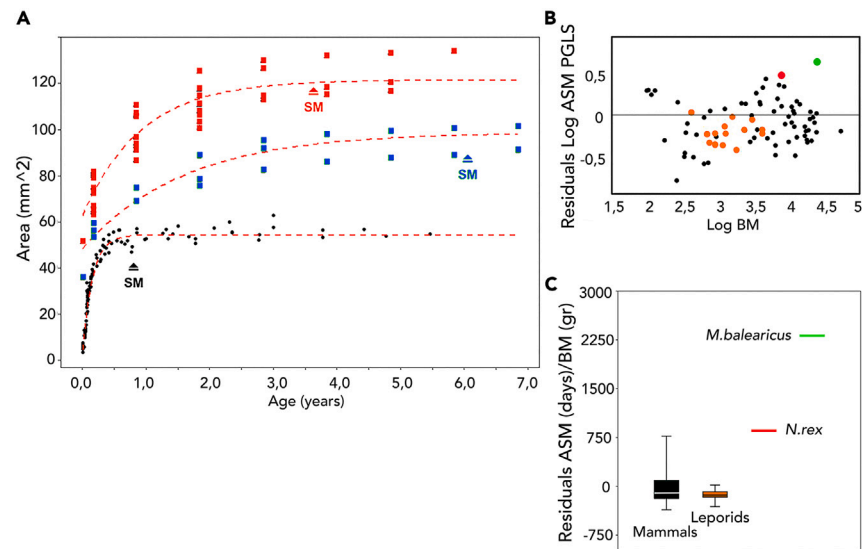 A
Area (mm^2)
120
100
80
60
40
20
0
SM
SM
SM
0,0 1,0 2,0 3,0 4,0 5,0 6,0 7,0
Age (years)
B
Residuals Log ASM PGLS
0,5
0
-0,5
1,5 2 2,5 3 3,5 4 4,5 5
Log BM
C
Residuals ASM (days)/BM (gr)
3000
2250
1500
750
0
-750
M.balearicus
N.rex
Leporids
Mammals